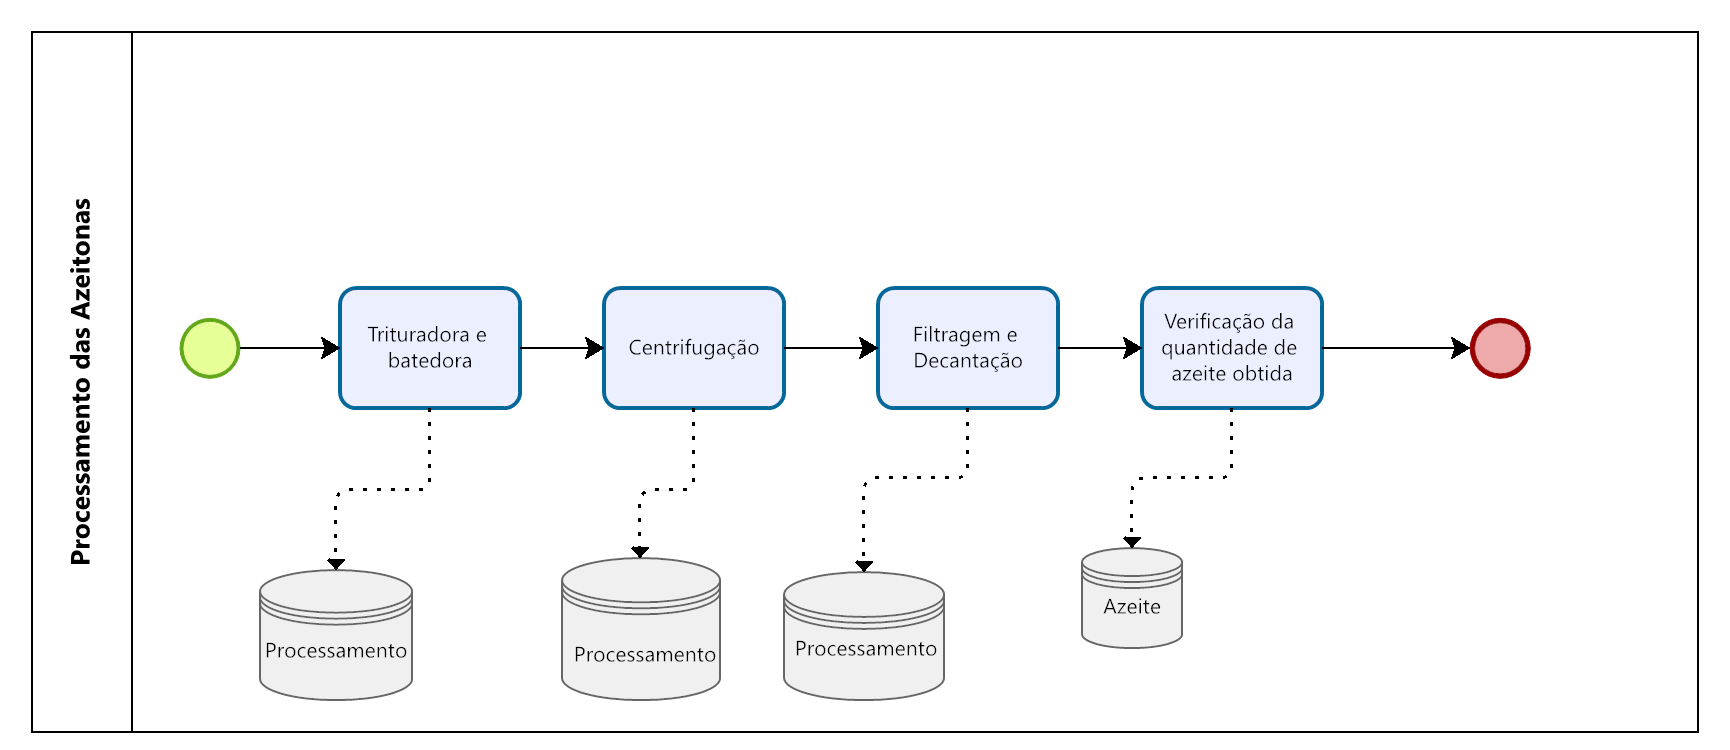 Processamento das Azeitonas
Trituradora e
batedora
Centrifugação
Filtragem e
Decantação
Verificação da
quantidade de
azeite obtida
Processamento
Processamento
Processamento
Azeite